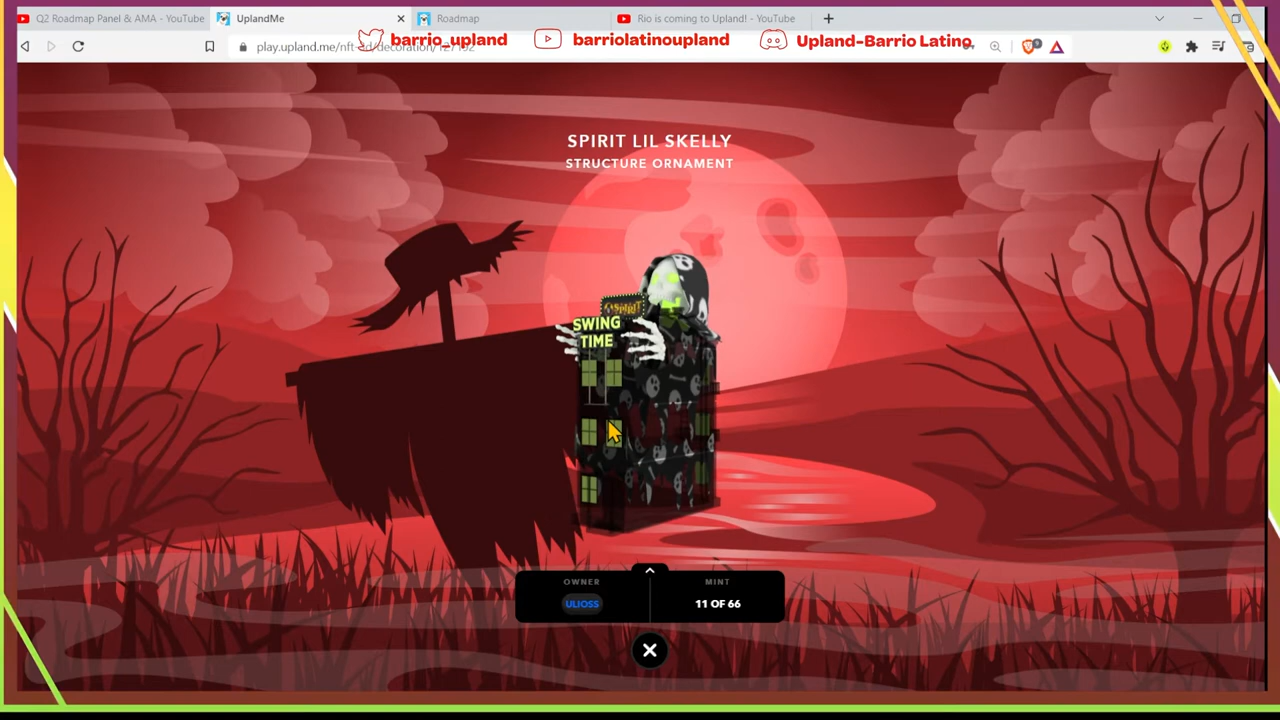 Q2 Roadmap Panel & AMA - YouTube
UplandMe
Roadmap
Rio is coming to Upland! - YouTube
barrio_upland
barriolatinoupland
Upland-Barrio Latino
play.upland.me/nft-3d/decoration/
SPIRIT LIL SKELLY
STRUCTURE ORNAMENT
SWING
TIME
OWNER
MINT
ULIOSS
11 OF 66